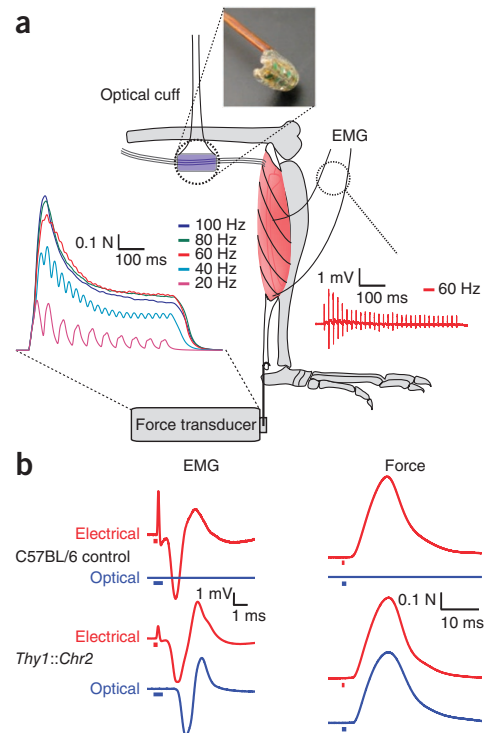 a
Optical cuff
EMG
0.1 N
100 ms
100 Hz
80 Hz
60 Hz
40 Hz
20 Hz
1 mV
100 ms
60 Hz
Force transducer
b
EMG
Force
Electrical
C57BL/6 control
Optical
1 mV
1 ms
0.1 N
10 ms
Electrical
Thy1::Chr2
Optical